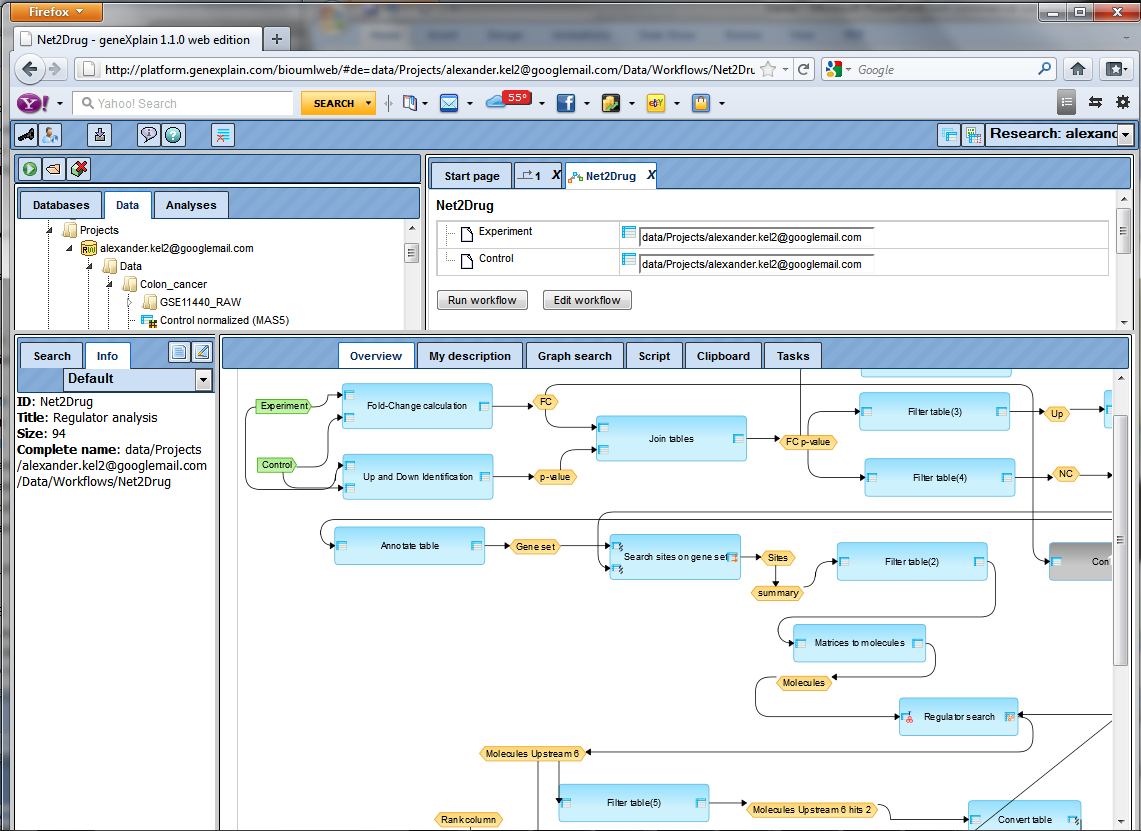 Firefox
Net2Drug - geneXplain 1.1.0 web edition
http://platform.genexplain.com/bioumlweb/#de=data/Projects/alexander.kel2@googlemail.com/Data/Workflows/Net2Dru
Google
Y!
Yahoo! Search
SEARCH
55°
Research: alexanc
Start page
1 X
Net2Drug X
Databases
Data
Analyses
Projects
alexander.kel2@googlemail.com
Data
Colon_cancer
GSE11440_RAW
Control normalized (MAS5)
Net2Drug
Experiment
data/Projects/alexander.kel2@googlemail.com
Control
data/Projects/alexander.kel2@googlemail.com
Run workflow
Edit workflow
Search
Info
Default
ID: Net2Drug
Title: Regulator analysis
Size: 94
Complete name: data/Projects
/alexander.kel2@googlemail.com
/Data/Workflows/Net2Drug
Overview
My description
Graph search
Script
Clipboard
Tasks
Experiment
Fold-Change calculation
FC
Filter table(3)
Up
Join tables
FC p-value
Control
Up and Down Identification
p-value
Filter table(4)
NC
Annotate table
Gene set
Search sites on gene set
Sites
summary
Filter table(2)
Con
Matrices to molecules
Molecules
Regulator search
Molecules Upstream 6
Filter table(5)
Molecules Upstream 6 hits 2
Rank column
Convert table